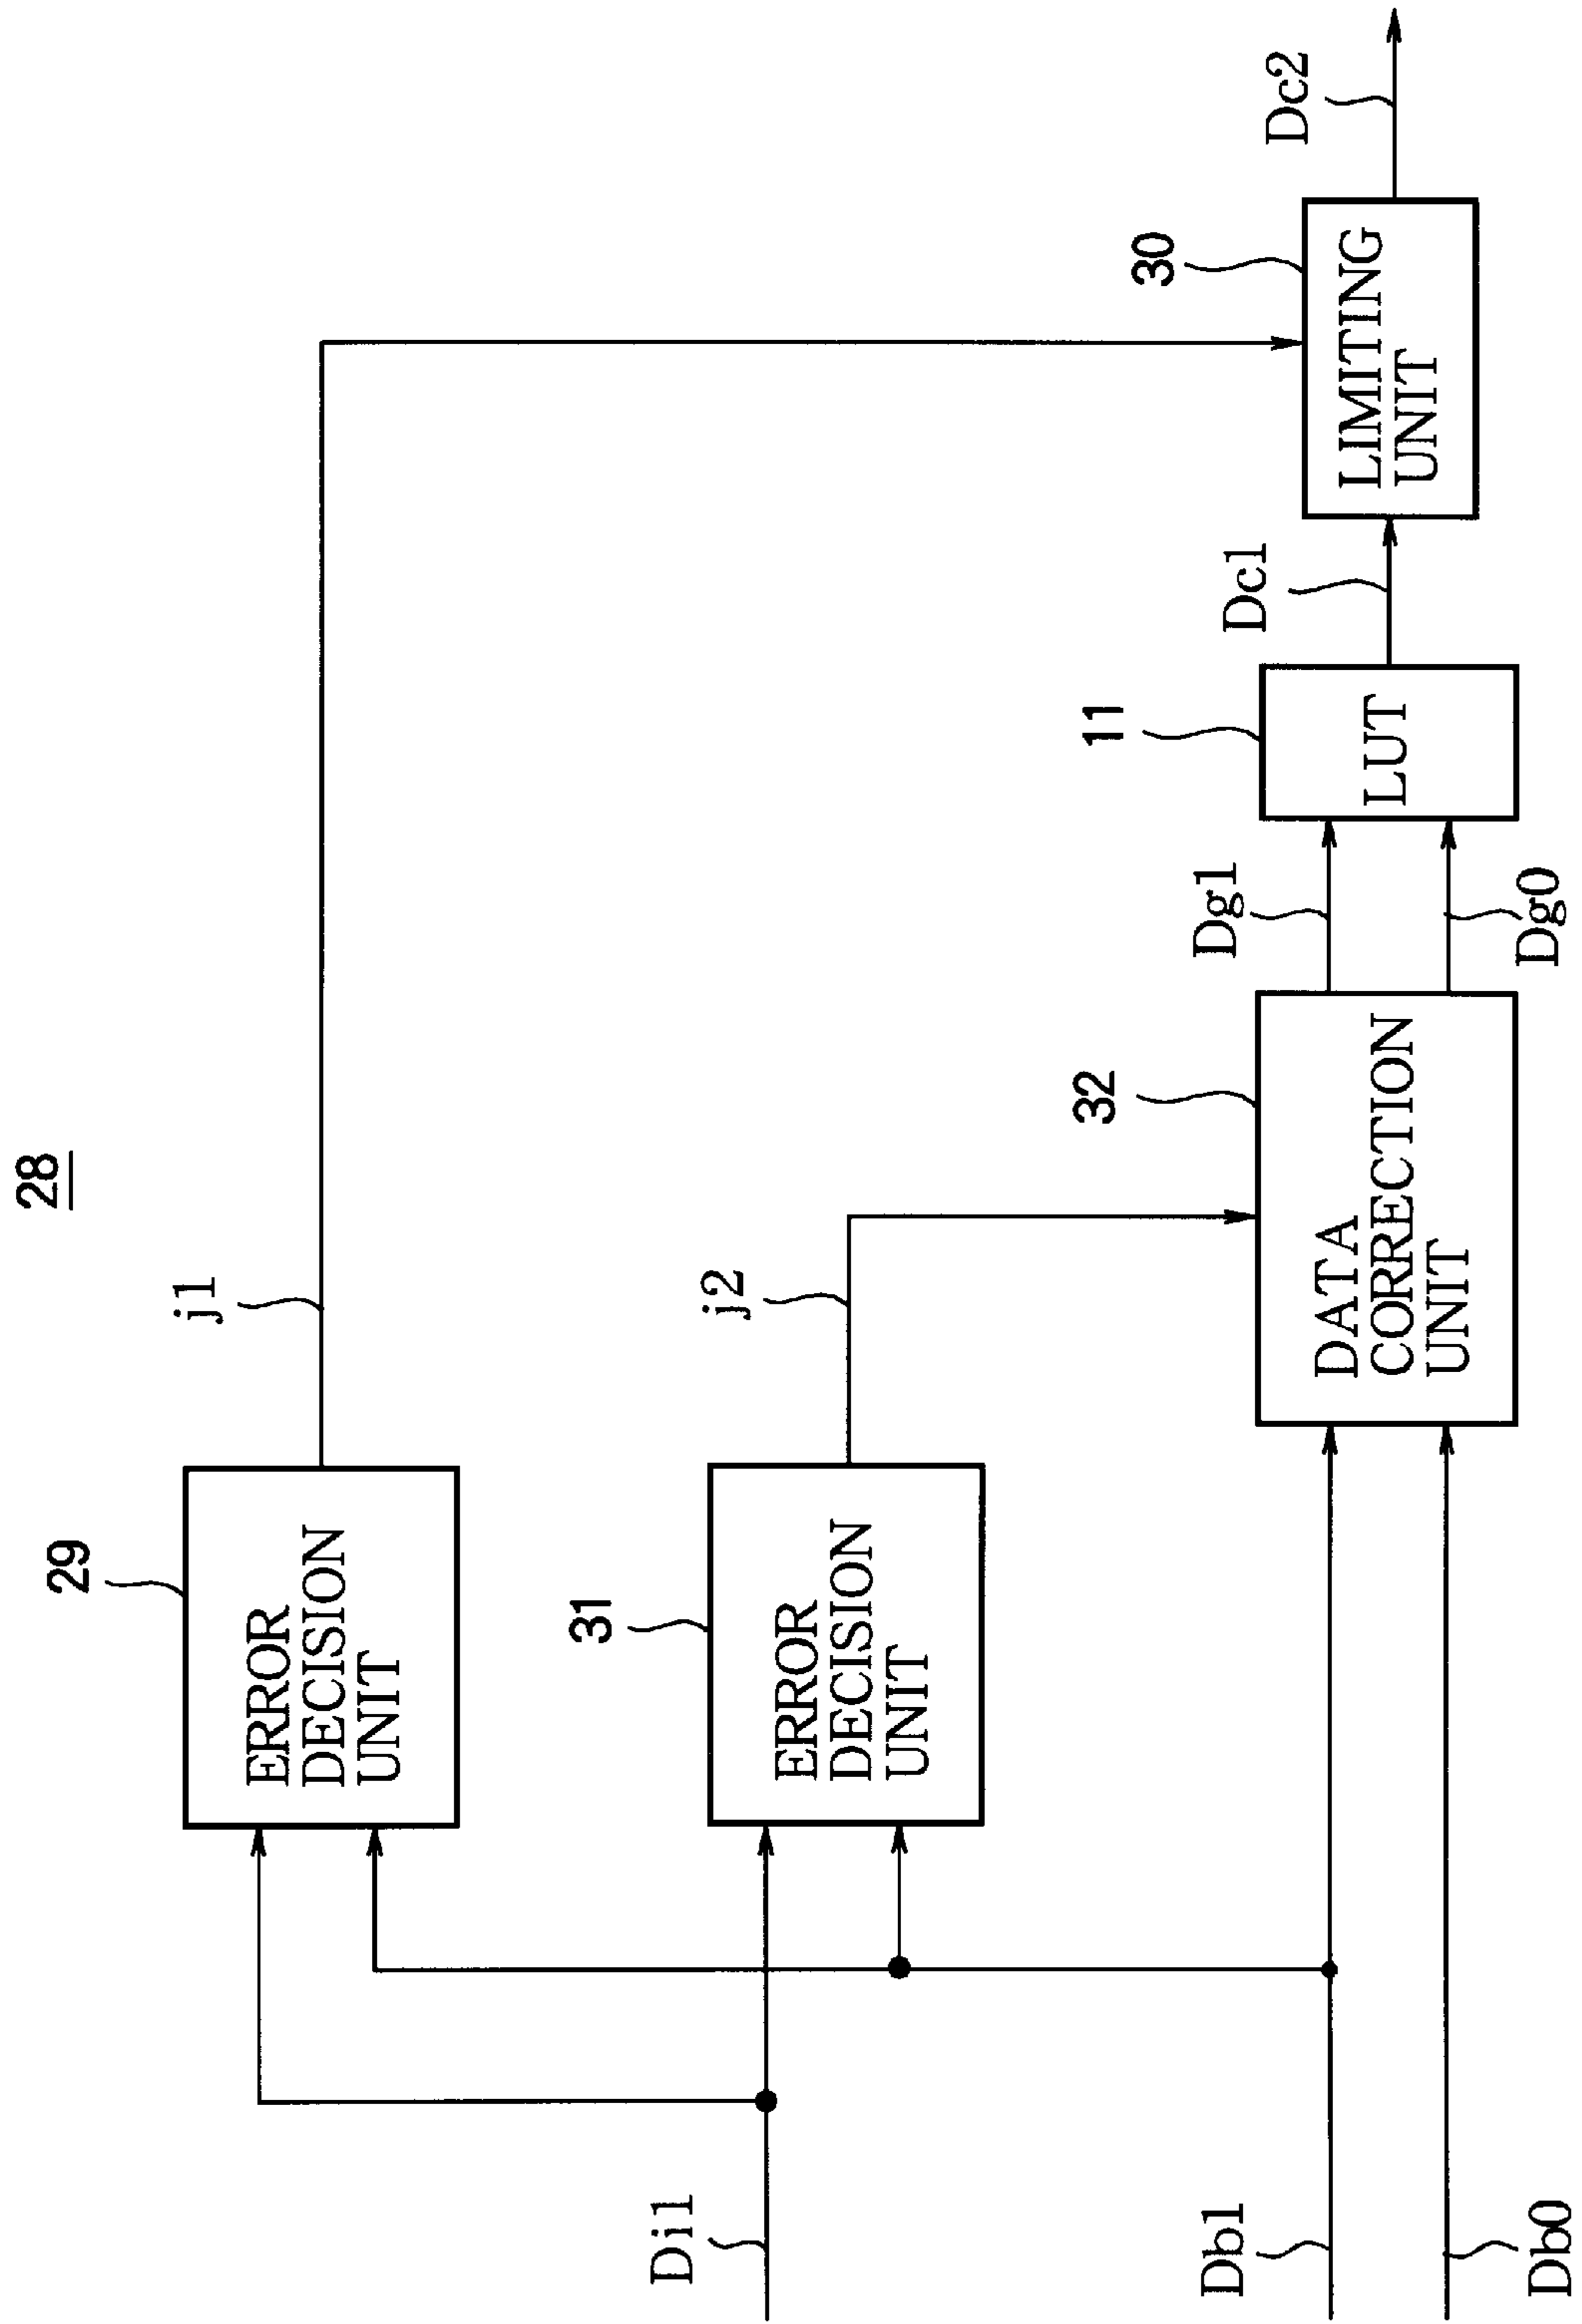 28
29
ERROR
DECISION
UNIT
j1
31
ERROR
DECISION
UNIT
j2
Di1
Db1
Db0
32
DATA
CORRECTION
UNIT
Dg1
Dg0
11
LUT
Dc1
30
LIMITING
UNIT
Dc2